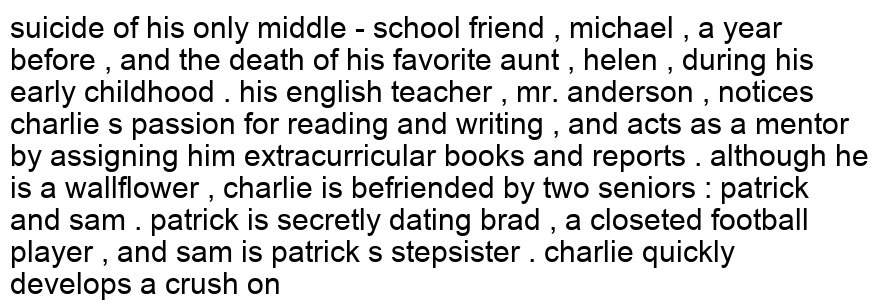 suicide of his only middle - school friend , michael , a year
before , and the death of his favorite aunt , helen , during his
early childhood . his english teacher , mr. anderson , notices
charlie s passion for reading and writing , and acts as a mentor
by assigning him extracurricular books and reports . although he
is a wallflower , charlie is befriended by two seniors : patrick
and sam . patrick is secretly dating brad , a closeted football
player , and sam is patrick s stepsister . charlie quickly
develops a crush on